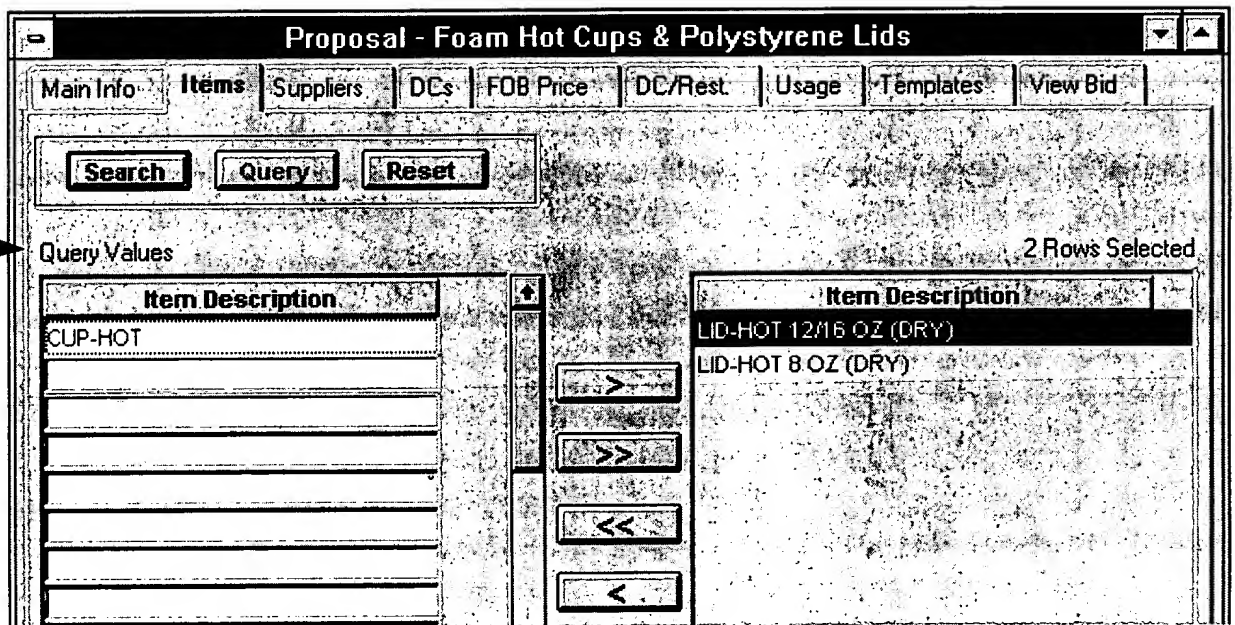 Proposal - Foam Hot Cups & Polystyrene Lids
Main Info Items Suppliers DCs FOB Price DC/Rest. Usage Templates View Bid
Search Query Reset
Query Values 2 Rows Selected
Item Description Item Description
CUP-HOT LID-HOT 12/16 OZ (DRY)
LID-HOT 8 OZ (DRY)
>
>>
<<
<